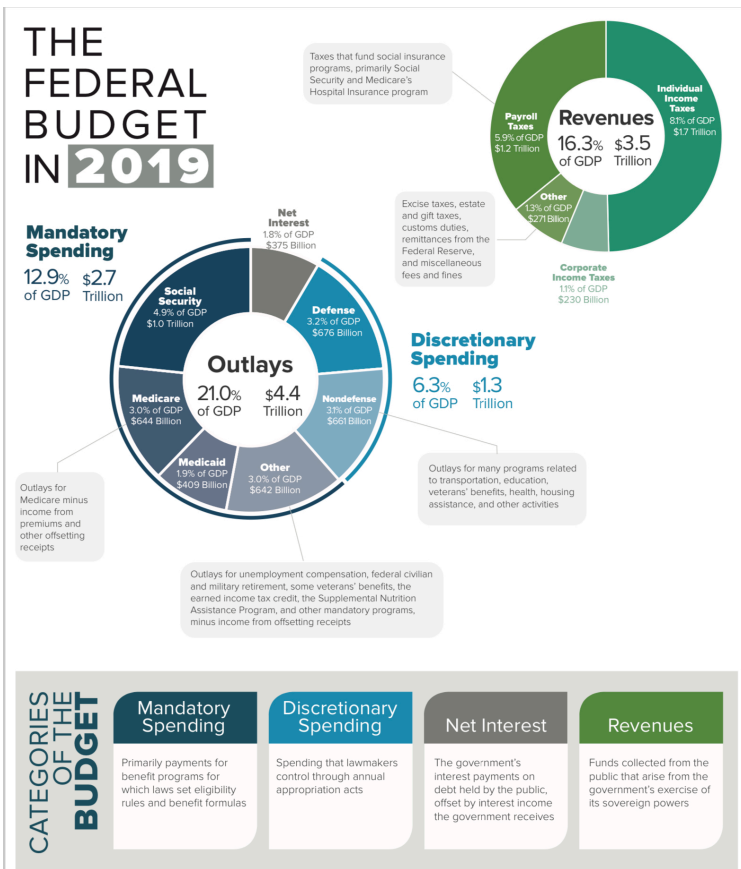 THE
FEDERAL
BUDGET
IN 2019
Taxes that fund social insurance
programs, primarily Social
Security and Medicare's
Hospital Insurance program
Individual
Income
Taxes
8.1% of GDP
$1.7 Trillion
Payroll
Taxes
5.9% of GDP
$1.2 Trillion
Revenues
16.3% $3.5
of GDP Trillion
Other
1.3% of GDP
$271 Billion
Excise taxes, estate
and gift taxes,
customs duties,
remittances from the
Federal Reserve,
and miscellaneous
fees and fines
Corporate
Income Taxes
1.1% of GDP
$230 Billion
Mandatory
Spending
12.9% $2.7
of GDP Trillion
Net
Interest
1.8% of GDP
$375 Billion
Social
Security
4.9% of GDP
$1.0 Trillion
Defense
3.2% of GDP
$676 Billion
Outlays
21.0% $4.4
of GDP Trillion
Discretionary
Spending
6.3% $1.3
of GDP Trillion
Medicare
3.0% of GDP
$644 Billion
Nondefense
3.1% of GDP
$661 Billion
Medicaid
1.9% of GDP
$409 Billion
Other
3.0% of GDP
$642 Billion
Outlays for
Medicare minus
income from
premiums and
other offsetting
receipts
Outlays for many programs related
to transportation, education,
veterans' benefits, health, housing
assistance, and other activities
Outlays for unemployment compensation, federal civilian
and military retirement, some veterans' benefits, the
earned income tax credit, the Supplemental Nutrition
Assistance Program, and other mandatory programs,
minus income from offsetting receipts
CATEGORIES
OF THE
BUDGET
Mandatory
Spending
Primarily payments for
benefit programs for
which laws set eligibility
rules and benefit formulas
Discretionary
Spending
Spending that lawmakers
control through annual
appropriation acts
Net Interest
The government's
interest payments on
debt held by the public,
offset by interest income
the government receives
Revenues
Funds collected from the
public that arise from the
government's exercise of
its sovereign powers